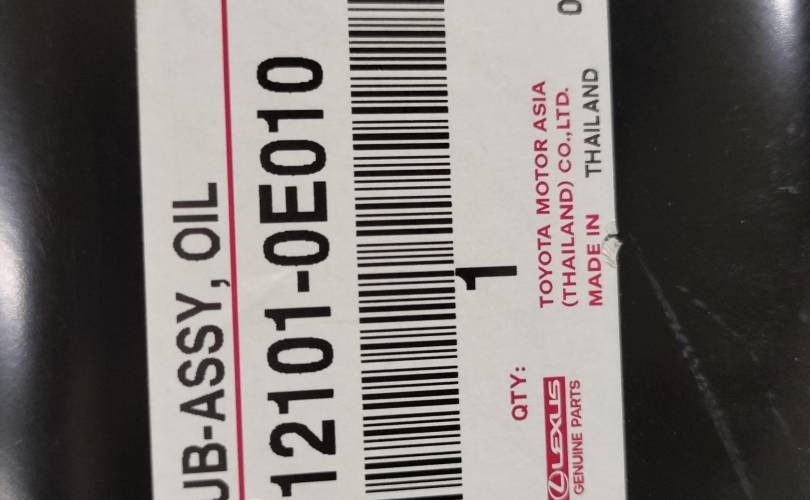 UB-ASSY, OIL
12101-0E010
QTY:
1
TOYOTA MOTOR ASIA
(THAILAND) CO.,LTD.
MADE IN THAILAND
0
LEXUS
GENUINE PARTS